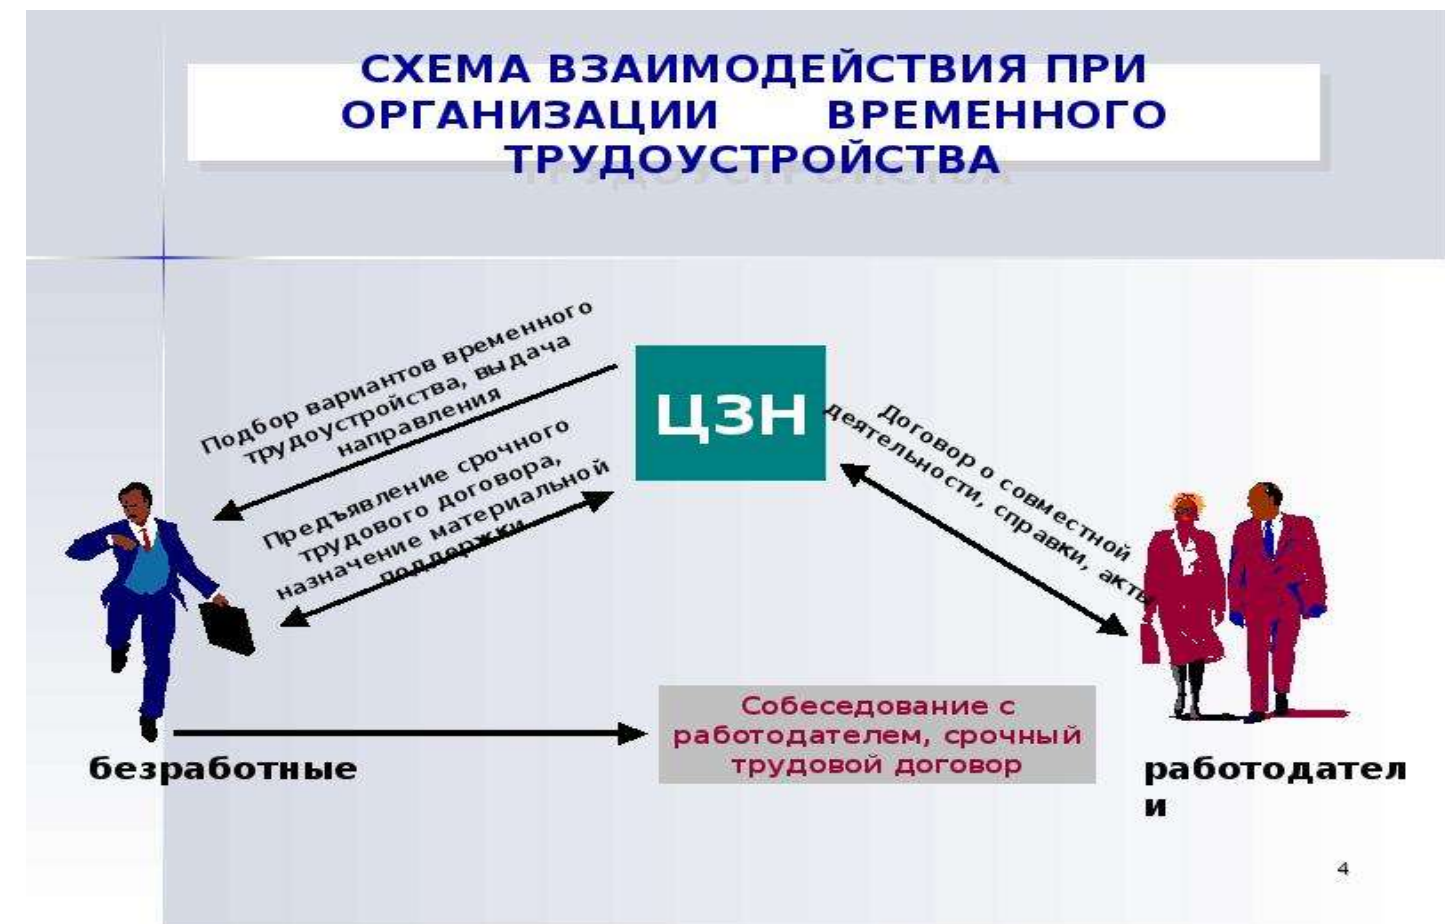 СХЕМА ВЗАИМОДЕЙСТВИЯ ПРИ
ОРГАНИЗАЦИИ ВРЕМЕННОГО
ТРУДОУСТРОЙСТВА
Подбор вариантов временного
трудоустройства, выдача
направления
Предъявление срочного
трудового договора,
назначение материальной
поддержки
ЦЗН
Договор о совместной
деятельности, справки, акты
Собеседование с
работодателем, срочный
трудовой договор
безработные
работодател
и
4